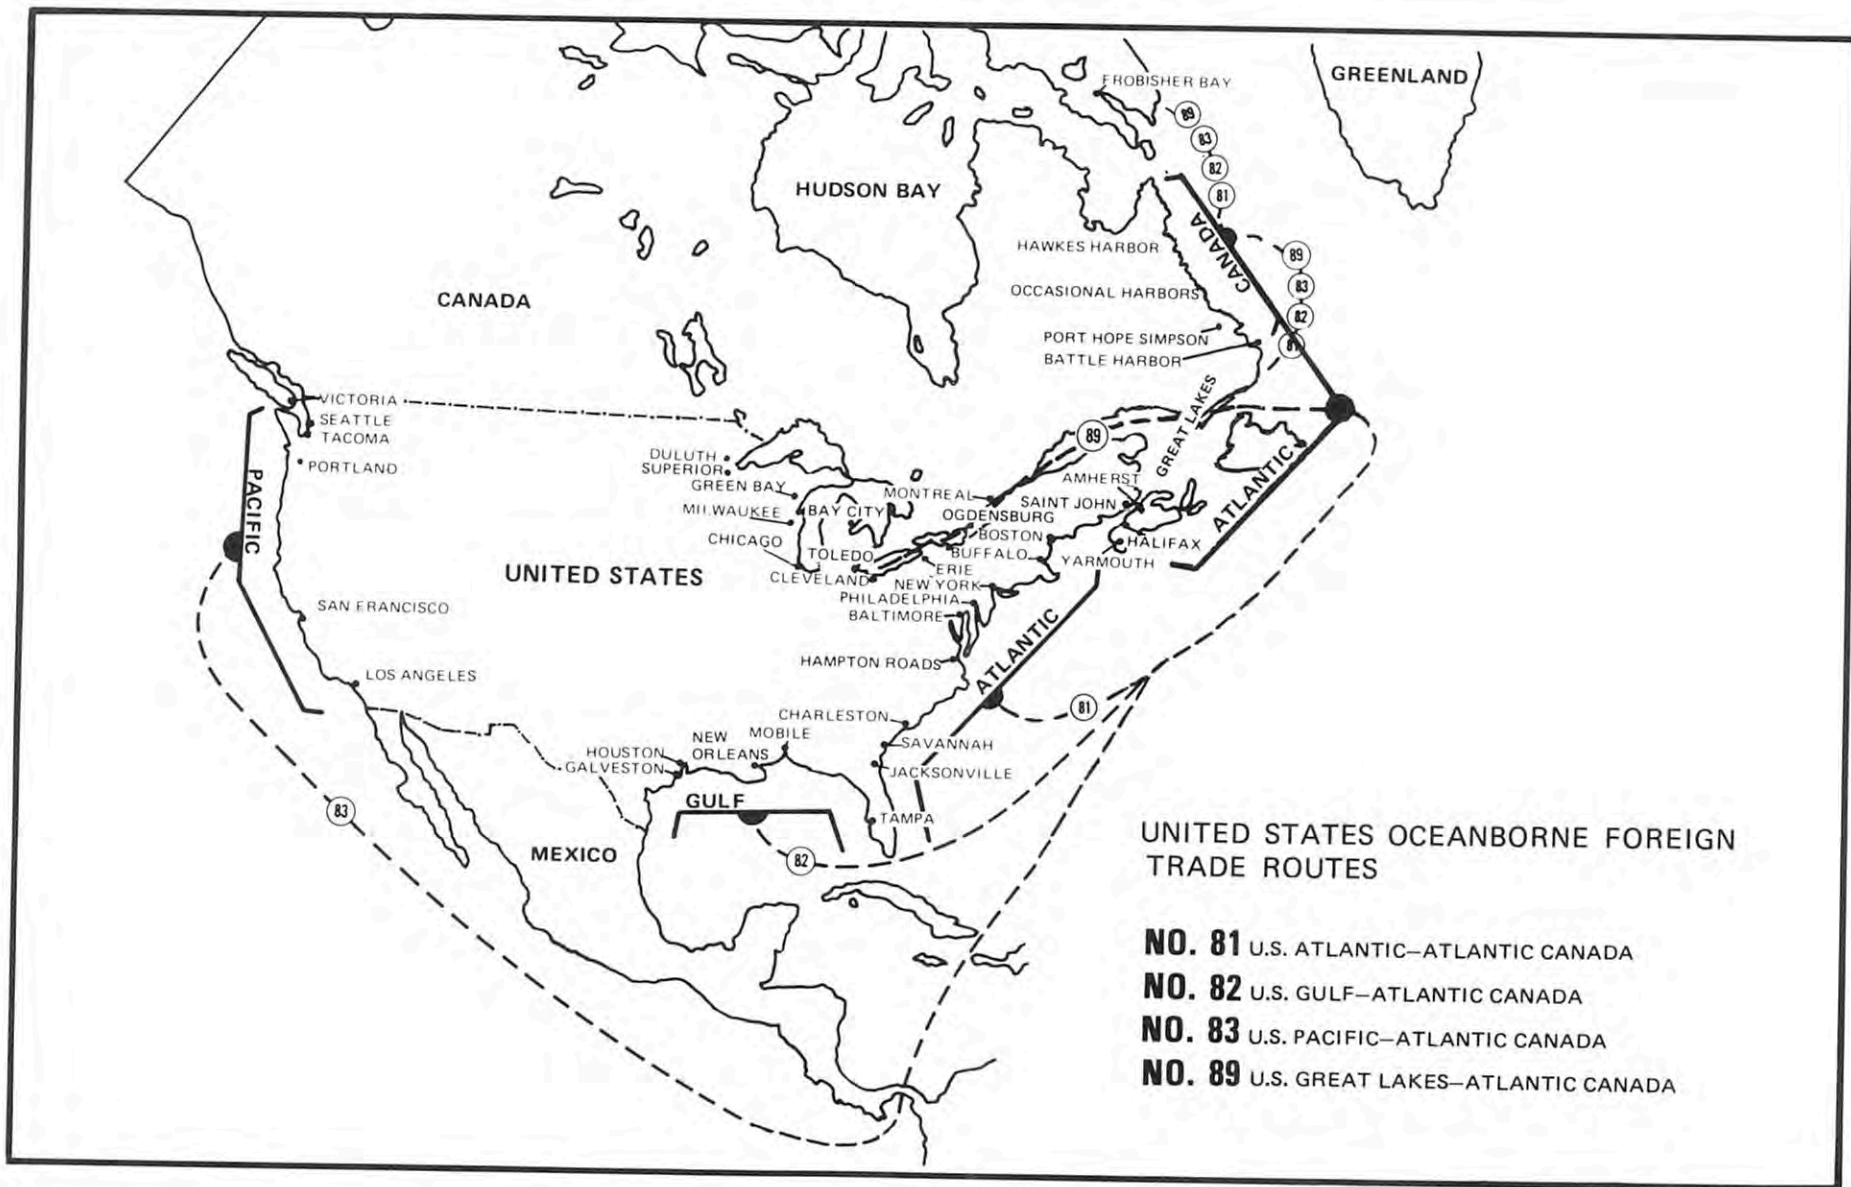 GREENLAND
FROBISHER BAY
89
83
82
81
HUDSON BAY
CANADA
HAWKES HARBOR
89
OCCASIONAL HARBORS
83
CANADA
82
PORT HOPE SIMPSON
81
BATTLE HARBOR
VICTORIA
SEATTLE
TACOMA
PORTLAND
PACIFIC
GREAT LAKES
89
DULUTH
SUPERIOR
GREEN BAY
MILWAUKEE
BAY CITY
CHICAGO
MONTREAL
AMHERST
SAINT JOHN
OGDENSBURG
ATLANTIC
BOSTON
HALIFAX
TOLEDO
BUFFALO
YARMOUTH
CLEVELAND
ERIE
NEW YORK
UNITED STATES
PHILADELPHIA
BALTIMORE
SAN FRANCISCO
ATLANTIC
HAMPTON ROADS
LOS ANGELES
81
CHARLESTON
NEW
ORLEANS
MOBILE
SAVANNAH
HOUSTON
GALVESTON
JACKSONVILLE
GULF
83
TAMPA
82
MEXICO
UNITED STATES OCEANBORNE FOREIGN
TRADE ROUTES
NO. 81 U.S. ATLANTIC–ATLANTIC CANADA
NO. 82 U.S. GULF–ATLANTIC CANADA
NO. 83 U.S. PACIFIC–ATLANTIC CANADA
NO. 89 U.S. GREAT LAKES–ATLANTIC CANADA